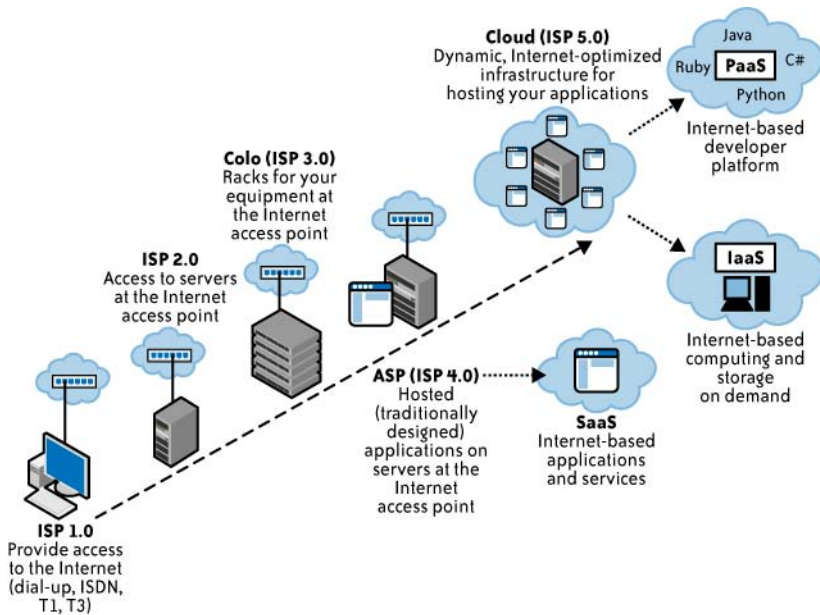 Cloud (ISP 5.0)
Dynamic, Internet-optimized
infrastructure for
hosting your applications
Java
Ruby
PaaS
C#
Python
Internet-based
developer
platform
Colo (ISP 3.0)
Racks for your
equipment at
the Internet
access point
ISP 2.0
Access to servers
at the Internet
access point
IaaS
Internet-based
computing and
storage
on demand
ASP (ISP 4.0)
Hosted
(traditionally
designed)
applications on
servers at the
Internet
access point
SaaS
Internet-based
applications
and services
ISP 1.0
Provide access
to the Internet
(dial-up, ISDN,
T1, T3)